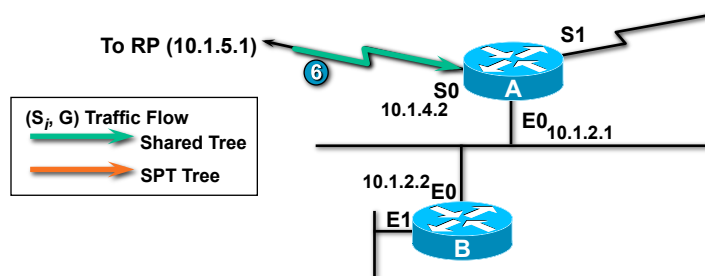 S1
To RP (10.1.5.1)
6
S0
A
10.1.4.2
E0
10.1.2.1
(Si, G) Traffic Flow
Shared Tree
SPT Tree
10.1.2.2
E0
E1
B